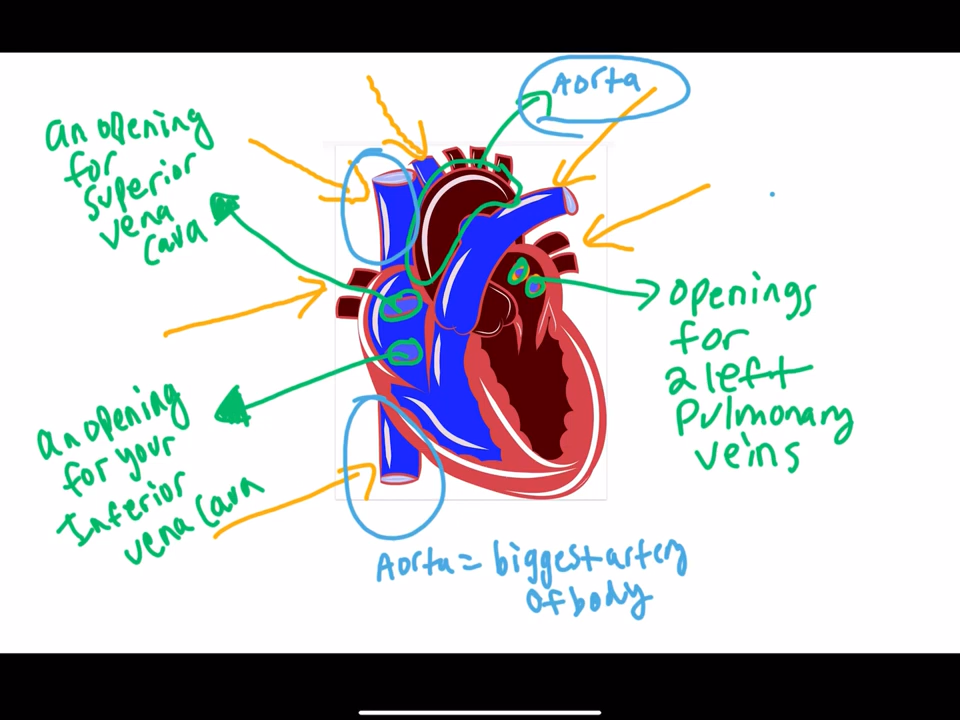 Aorta
an opening
for
superior
vena
cava
openings
for
2 left
pulmonary
veins
an opening
for your
Inferior
vena cava
Aorta = biggest artery
of body